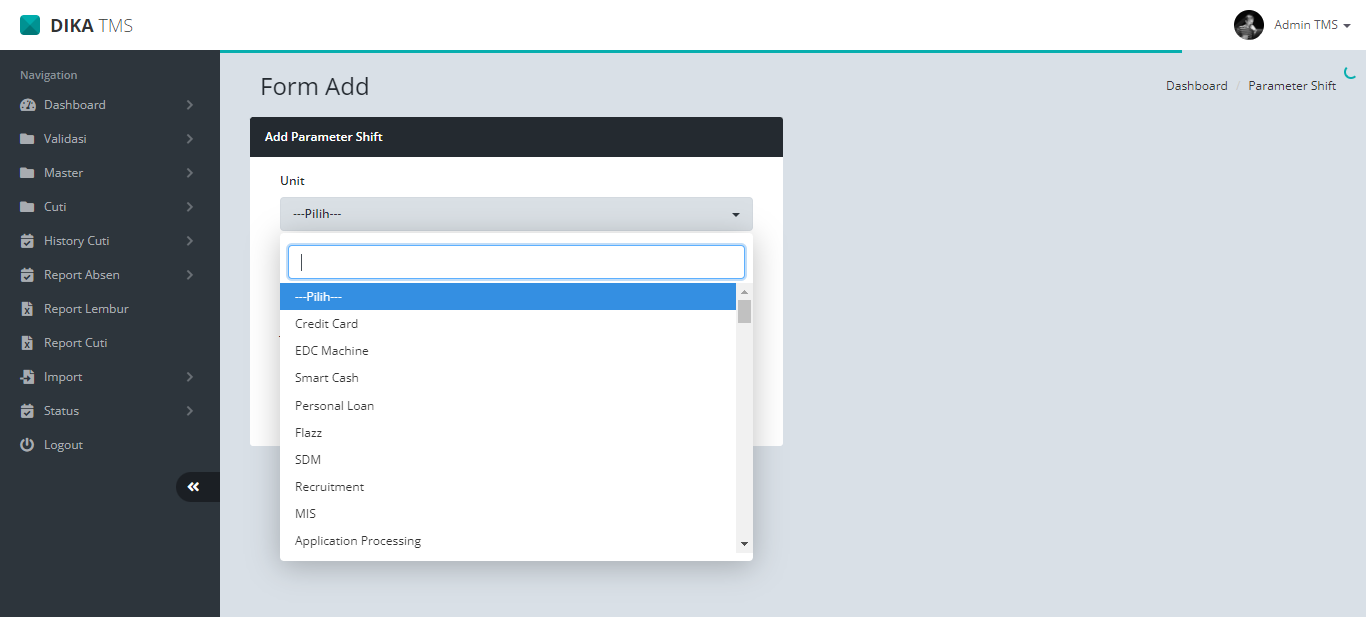 DIKA TMS
Admin TMS
Navigation
Dashboard
Validasi
Master
Cuti
History Cuti
Report Absen
Report Lembur
Report Cuti
Import
Status
Logout
Form Add
Dashboard / Parameter Shift
Add Parameter Shift
Unit
---Pilih---
---Pilih---
Credit Card
EDC Machine
Smart Cash
Personal Loan
Flazz
SDM
Recruitment
MIS
Application Processing